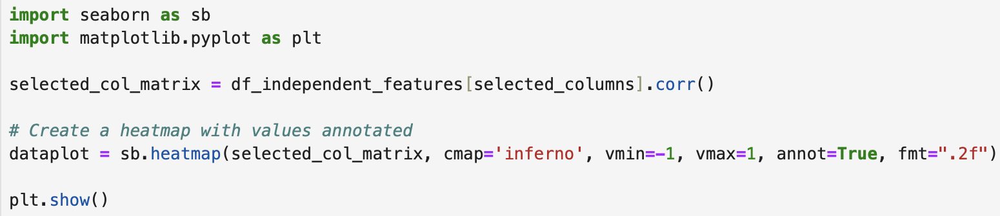 import seaborn as sb
import matplotlib.pyplot as plt
selected_col_matrix = df_independent_features[selected_columns].corr()
# Create a heatmap with values annotated
dataplot = sb.heatmap(selected_col_matrix, cmap='inferno', vmin=-1, vmax=1, annot=True, fmt=".2f")
plt.show()